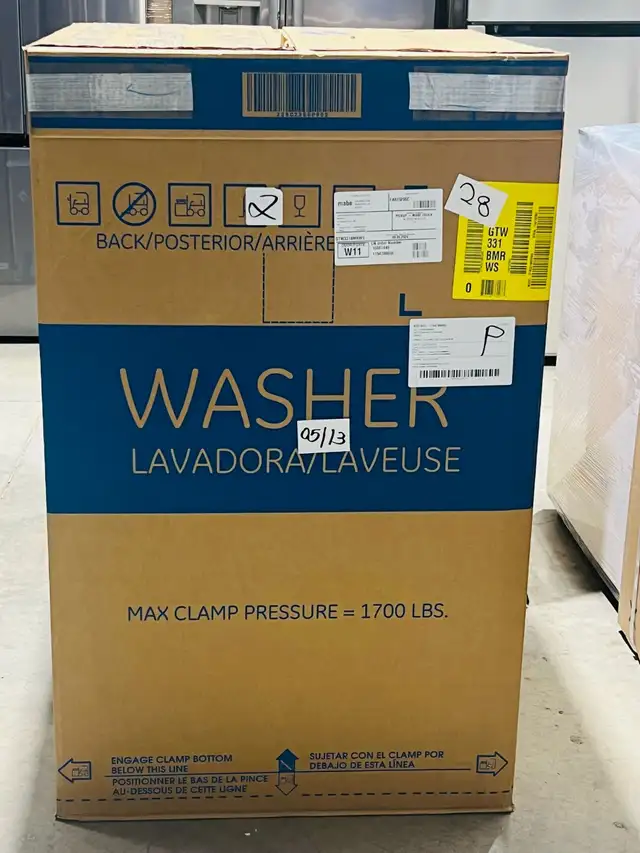 2
mabe
W11
28
GTW
331
BMR
WS
0
BACK/POSTERIOR/ARRIÈRE
L
P
WASHER
05/13
LAVADORA/LAVEUSE
MAX CLAMP PRESSURE = 1700 LBS.
ENGAGE CLAMP BOTTOM
BELOW THIS LINE
POSITIONNER LE BAS DE LA PINCE
AU-DESSOUS DE CETTE LIGNE
SUJETAR CON EL CLAMP POR
DEBAJO DE ESTA LÍNEA